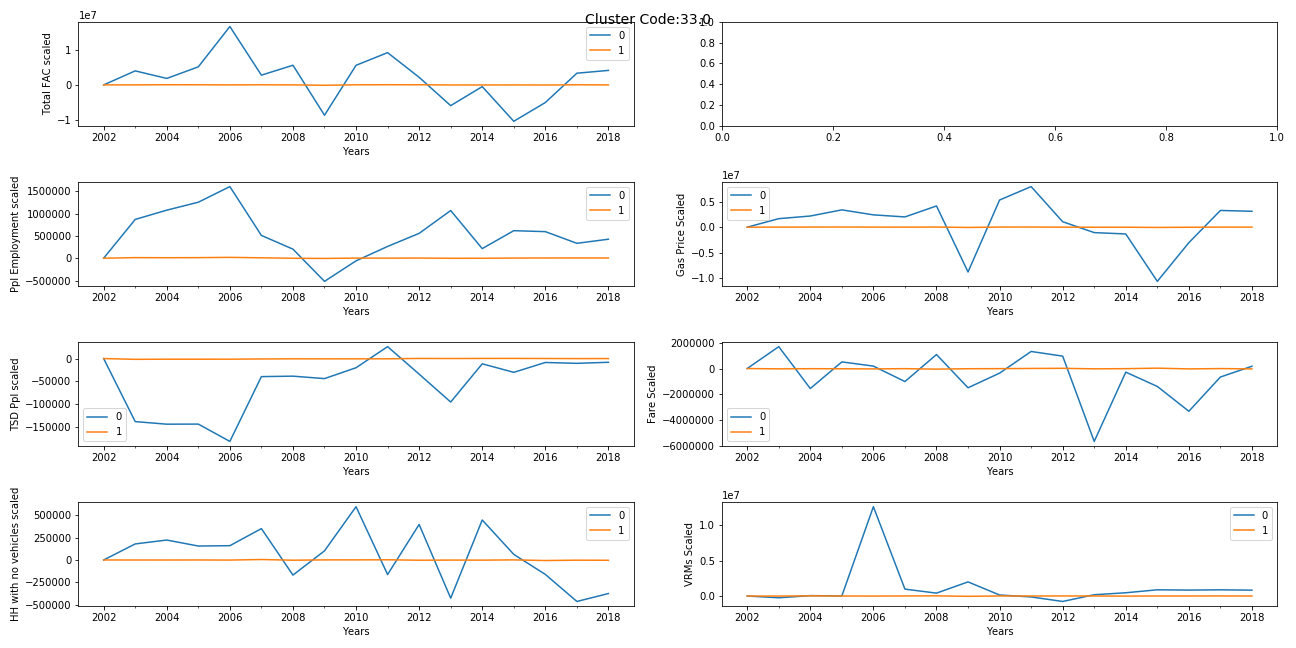 Cluster Code:33.0
1e7
Total FAC scaled
1
0
−1
0
1
2002 2004 2006 2008 2010 2012 2014 2016 2018
Years
1.0
0.8
0.6
0.4
0.2
0.0
0.0 0.2 0.4 0.6 0.8 1.0
Ppl Employment scaled
1500000
1000000
500000
0
−500000
0
1
2002 2004 2006 2008 2010 2012 2014 2016 2018
Years
1e7
Gas Price Scaled
0.5
0.0
−0.5
−1.0
0
1
2002 2004 2006 2008 2010 2012 2014 2016 2018
Years
TSD Ppl scaled
0
−50000
−100000
−150000
0
1
2002 2004 2006 2008 2010 2012 2014 2016 2018
Years
Fare Scaled
2000000
0
−2000000
−4000000
−6000000
0
1
2002 2004 2006 2008 2010 2012 2014 2016 2018
Years
HH with no vehicles scaled
500000
250000
0
−250000
−500000
0
1
2002 2004 2006 2008 2010 2012 2014 2016 2018
Years
1e7
VRMs Scaled
1.0
0.5
0.0
0
1
2002 2004 2006 2008 2010 2012 2014 2016 2018
Years